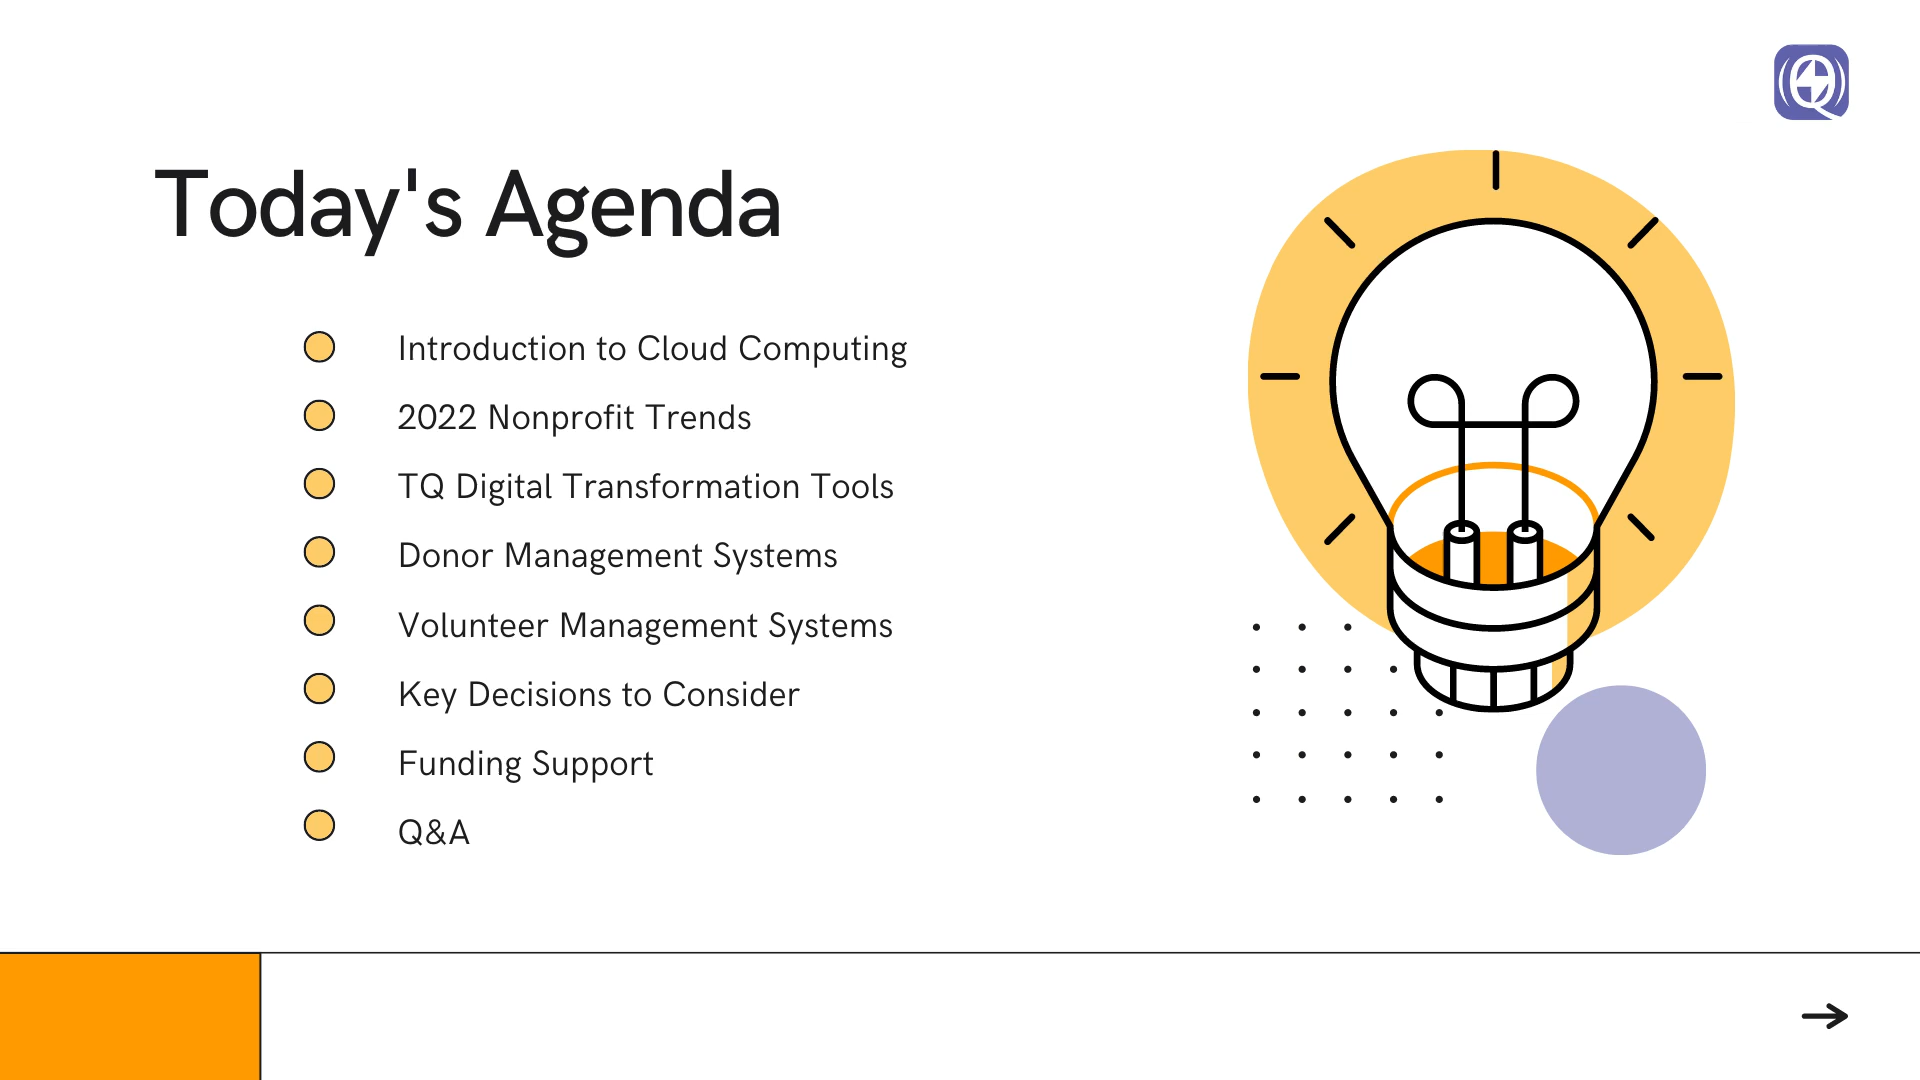 Today's Agenda
Introduction to Cloud Computing
2022 Nonprofit Trends
TQ Digital Transformation Tools
Donor Management Systems
Volunteer Management Systems
Key Decisions to Consider
Funding Support
Q&A